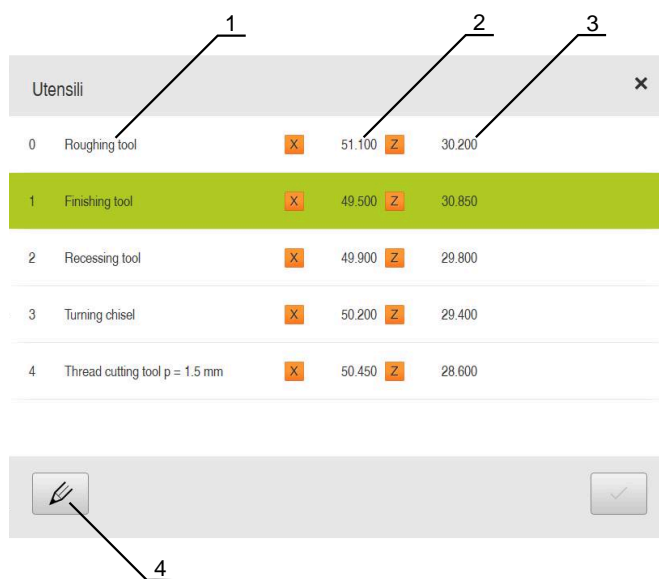 1 2 3
Utensili ×
0 Roughing tool X 51.100 Z 30.200
1 Finishing tool X 49.500 Z 30.850
2 Recessing tool X 49.900 Z 29.800
3 Turning chisel X 50.200 Z 29.400
4 Thread cutting tool p = 1.5 mm X 50.450 Z 28.600
4